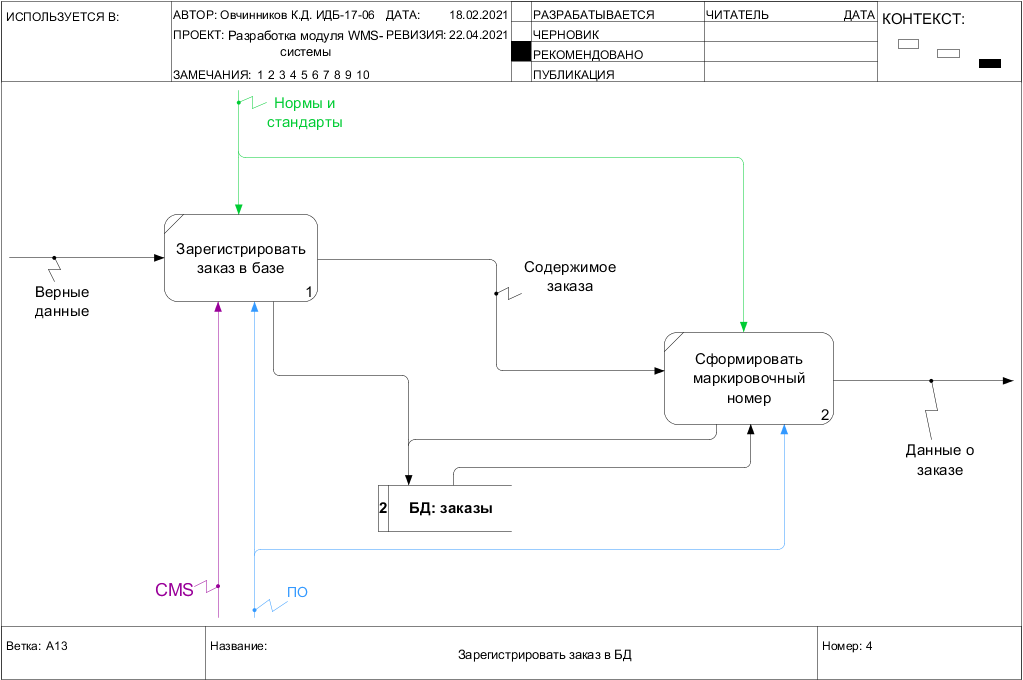 ИСПОЛЬЗУЕТСЯ В:
АВТОР: Овчинников К.Д. ИДБ-17-06 ДАТА: 18.02.2021
ПРОЕКТ: Разработка модуля WMS-системы РЕВИЗИЯ: 22.04.2021
ЗАМЕЧАНИЯ: 1 2 3 4 5 6 7 8 9 10
РАЗРАБАТЫВАЕТСЯ
ЧЕРНОВИК
РЕКОМЕНДОВАНО
ПУБЛИКАЦИЯ
ЧИТАТЕЛЬ ДАТА
КОНТЕКСТ:
Нормы и
стандарты
Зарегистрировать
заказ в базе
1
Верные
данные
Содержимое
заказа
Сформировать
маркировочный
номер
2
Данные о
заказе
2 БД: заказы
CMS
ПО
Ветка: A13
Название:
Зарегистрировать заказ в БД
Номер: 4